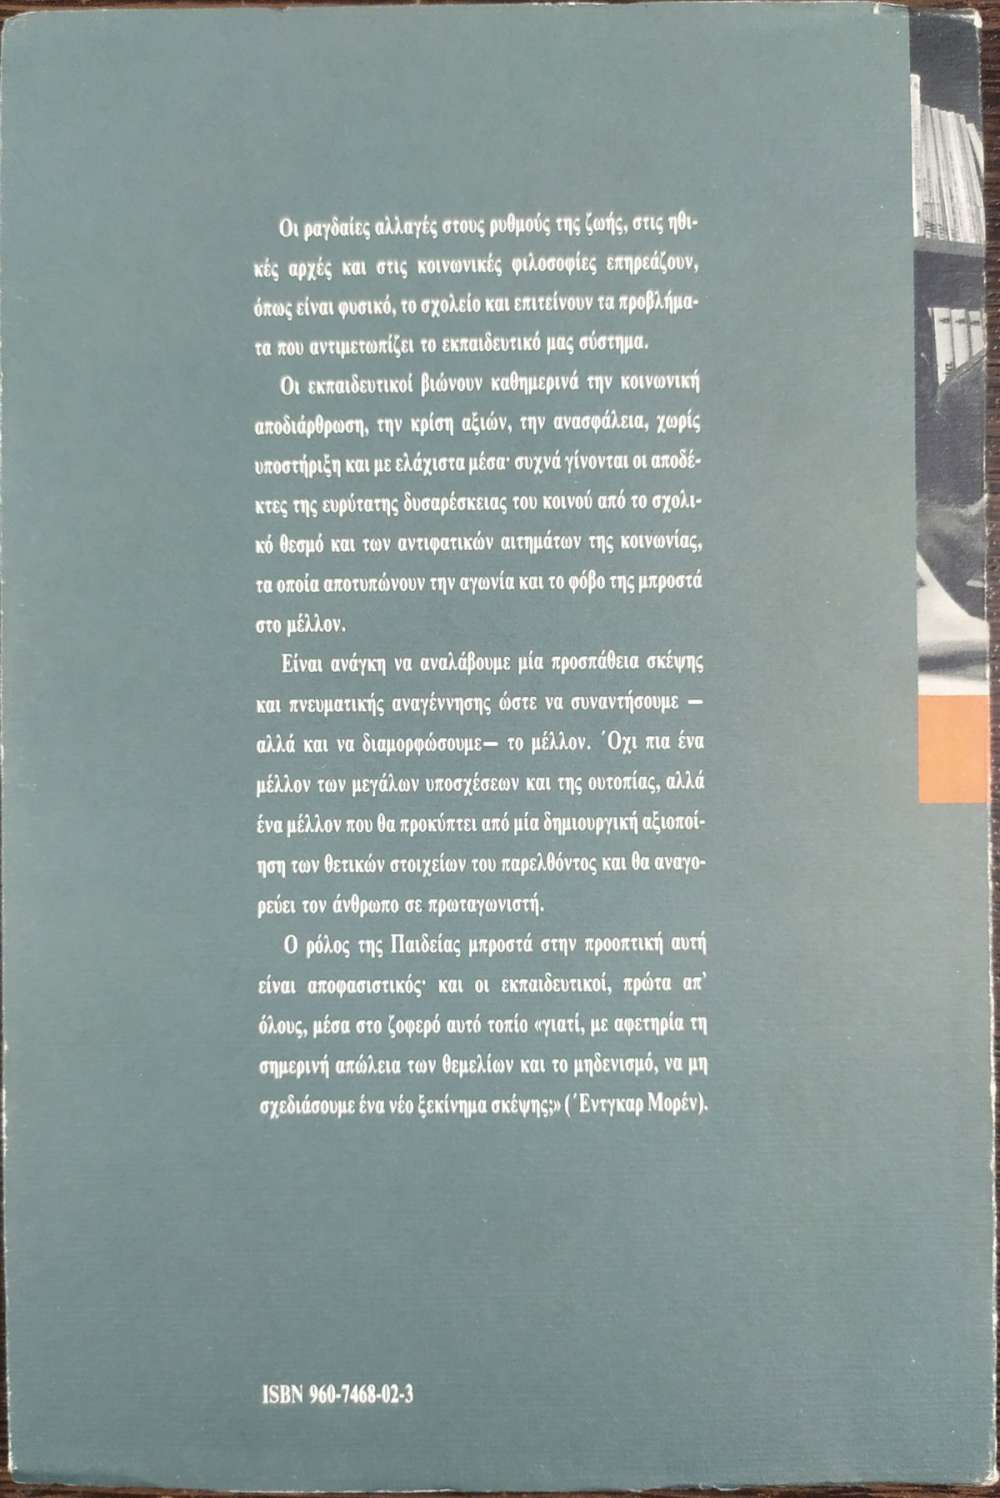 Οι ραγδαίες αλλαγές στους ρυθμούς της ζωής, στις ηθι-
κές αρχές και στις κοινωνικές φιλοσοφίες επηρεάζουν,
όπως είναι φυσικό, το σχολείο και επιτείνουν τα προβλήμα-
τα που αντιμετωπίζει το εκπαιδευτικό μας σύστημα.
Οι εκπαιδευτικοί βιώνουν καθημερινά την κοινωνική
αποδιάρθρωση, την κρίση αξιών, την ανασφάλεια, χωρίς
υποστήριξη και με ελάχιστα μέσα· συχνά γίνονται οι αποδέ-
κτες της ευρύτατης δυσαρέσκειας του κοινού από το σχολι-
κό θεσμό και των αντιφατικών αιτημάτων της κοινωνίας,
τα οποία αποτυπώνουν την αγωνία και το φόβο της μπροστά
στο μέλλον.
Είναι ανάγκη να αναλάβουμε μία προσπάθεια σκέψης
και πνευματικής αναγέννησης ώστε να συναντήσουμε —
αλλά και να διαμορφώσουμε— το μέλλον. Όχι πια ένα
μέλλον των μεγάλων υποσχέσεων και της ουτοπίας, αλλά
ένα μέλλον που θα προκύπτει από μία δημιουργική αξιοποί-
ηση των θετικών στοιχείων του παρελθόντος και θα αναγο-
ρεύει τον άνθρωπο σε πρωταγωνιστή.
Ο ρόλος της Παιδείας μπροστά στην προοπτική αυτή
είναι αποφασιστικός· και οι εκπαιδευτικοί, πρώτα απ'
όλους, μέσα στο ζοφερό αυτό τοπίο «γιατί, με αφετηρία τη
σημερινή απώλεια των θεμελίων και το μηδενισμό, να μη
σχεδιάσουμε ένα νέο ξεκίνημα σκέψης;» (Έντγκαρ Μορέν).
ISBN 960-7468-02-3